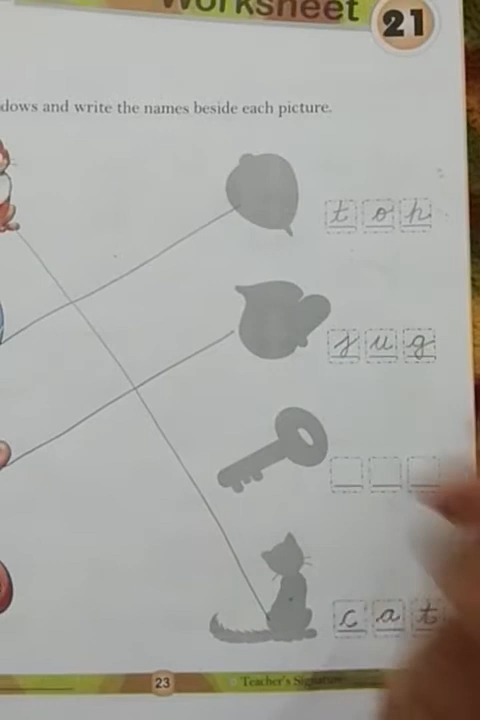 Worksheet 21
dows and write the names beside each picture.
t o h
j u g
c a t
23 Teacher's Signature